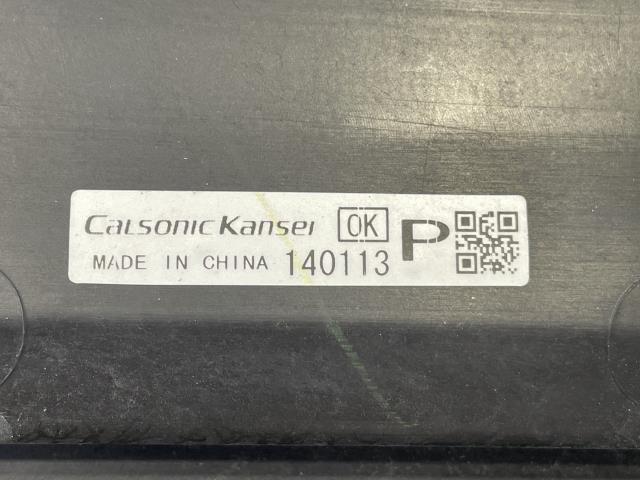 CalsonicKansei OK P
MADE IN CHINA 140113